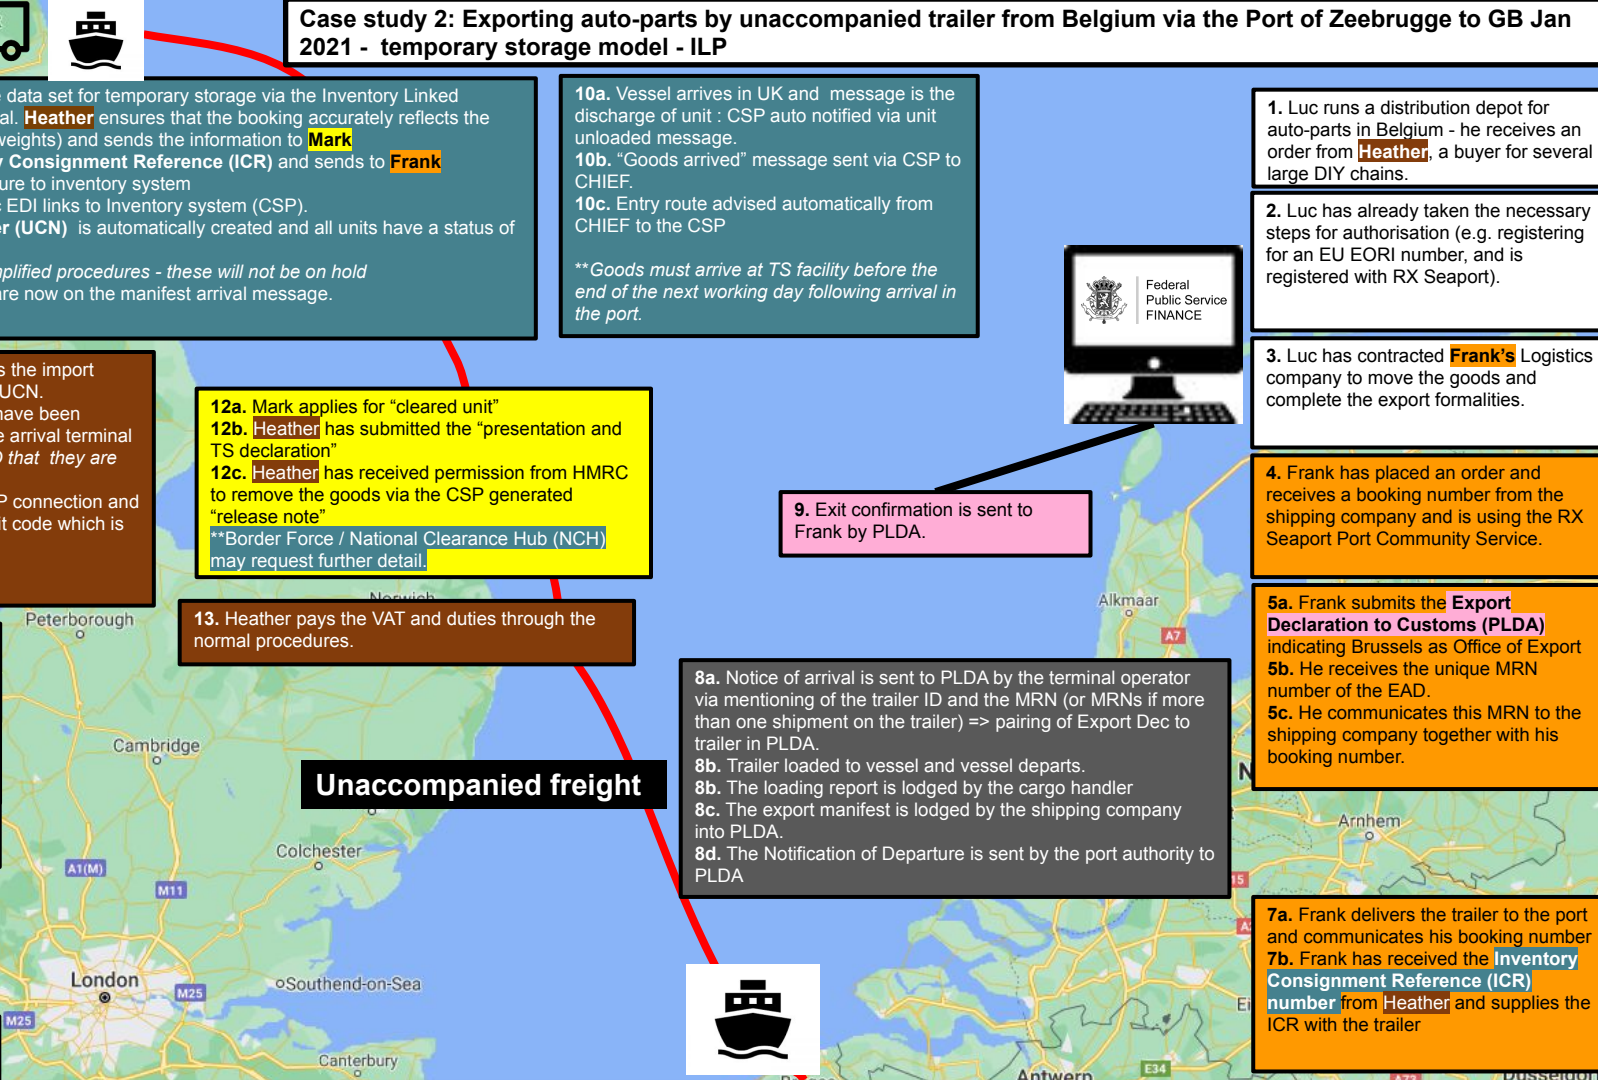 Case study 2: Exporting auto-parts by unaccompanied trailer from Belgium via the Port of Zeebrugge to GB Jan
2021 - temporary storage model - ILP
data set for temporary storage via the Inventory Linked
al. Heather ensures that the booking accurately reflects the
weights) and sends the information to Mark
y Consignment Reference (ICR) and sends to Frank
ure to inventory system
EDI links to Inventory system (CSP).
er (UCN) is automatically created and all units have a status of
mplified procedures - these will not be on hold
are now on the manifest arrival message.
10a. Vessel arrives in UK and message is the
discharge of unit : CSP auto notified via unit
unloaded message.
10b. “Goods arrived” message sent via CSP to
CHIEF.
10c. Entry route advised automatically from
CHIEF to the CSP
**Goods must arrive at TS facility before the
end of the next working day following arrival in
the port.
Federal
Public Service
FINANCE
1. Luc runs a distribution depot for
auto-parts in Belgium - he receives an
order from Heather, a buyer for several
large DIY chains.
2. Luc has already taken the necessary
steps for authorisation (e.g. registering
for an EU EORI number, and is
registered with RX Seaport).
3. Luc has contracted Frank's Logistics
company to move the goods and
complete the export formalities.
4. Frank has placed an order and
receives a booking number from the
shipping company and is using the RX
Seaport Port Community Service.
5a. Frank submits the Export
Declaration to Customs (PLDA)
indicating Brussels as Office of Export
5b. He receives the unique MRN
number of the EAD.
5c. He communicates this MRN to the
shipping company together with his
booking number.
7a. Frank delivers the trailer to the port
and communicates his booking number
7b. Frank has received the Inventory
Consignment Reference (ICR)
number from Heather and supplies the
ICR with the trailer
s the import
UCN.
have been
e arrival terminal
O that they are
P connection and
it code which is
12a. Mark applies for “cleared unit”
12b. Heather has submitted the “presentation and
TS declaration”
12c. Heather has received permission from HMRC
to remove the goods via the CSP generated
“release note”
**Border Force / National Clearance Hub (NCH)
may request further detail.
13. Heather pays the VAT and duties through the
normal procedures.
9. Exit confirmation is sent to
Frank by PLDA.
8a. Notice of arrival is sent to PLDA by the terminal operator
via mentioning of the trailer ID and the MRN (or MRNs if more
than one shipment on the trailer) => pairing of Export Dec to
trailer in PLDA.
8b. Trailer loaded to vessel and vessel departs.
8b. The loading report is lodged by the cargo handler
8c. The export manifest is lodged by the shipping company
into PLDA.
8d. The Notification of Departure is sent by the port authority to
PLDA
Unaccompanied freight
Norwich
Peterborough
Cambridge
Colchester
A1(M)
M11
London
M25
Southend-on-Sea
M25
Canterbury
Alkmaar
A7
N
Arnhem
15
Ei
Antwerp
E34
A73
Düsseldorf